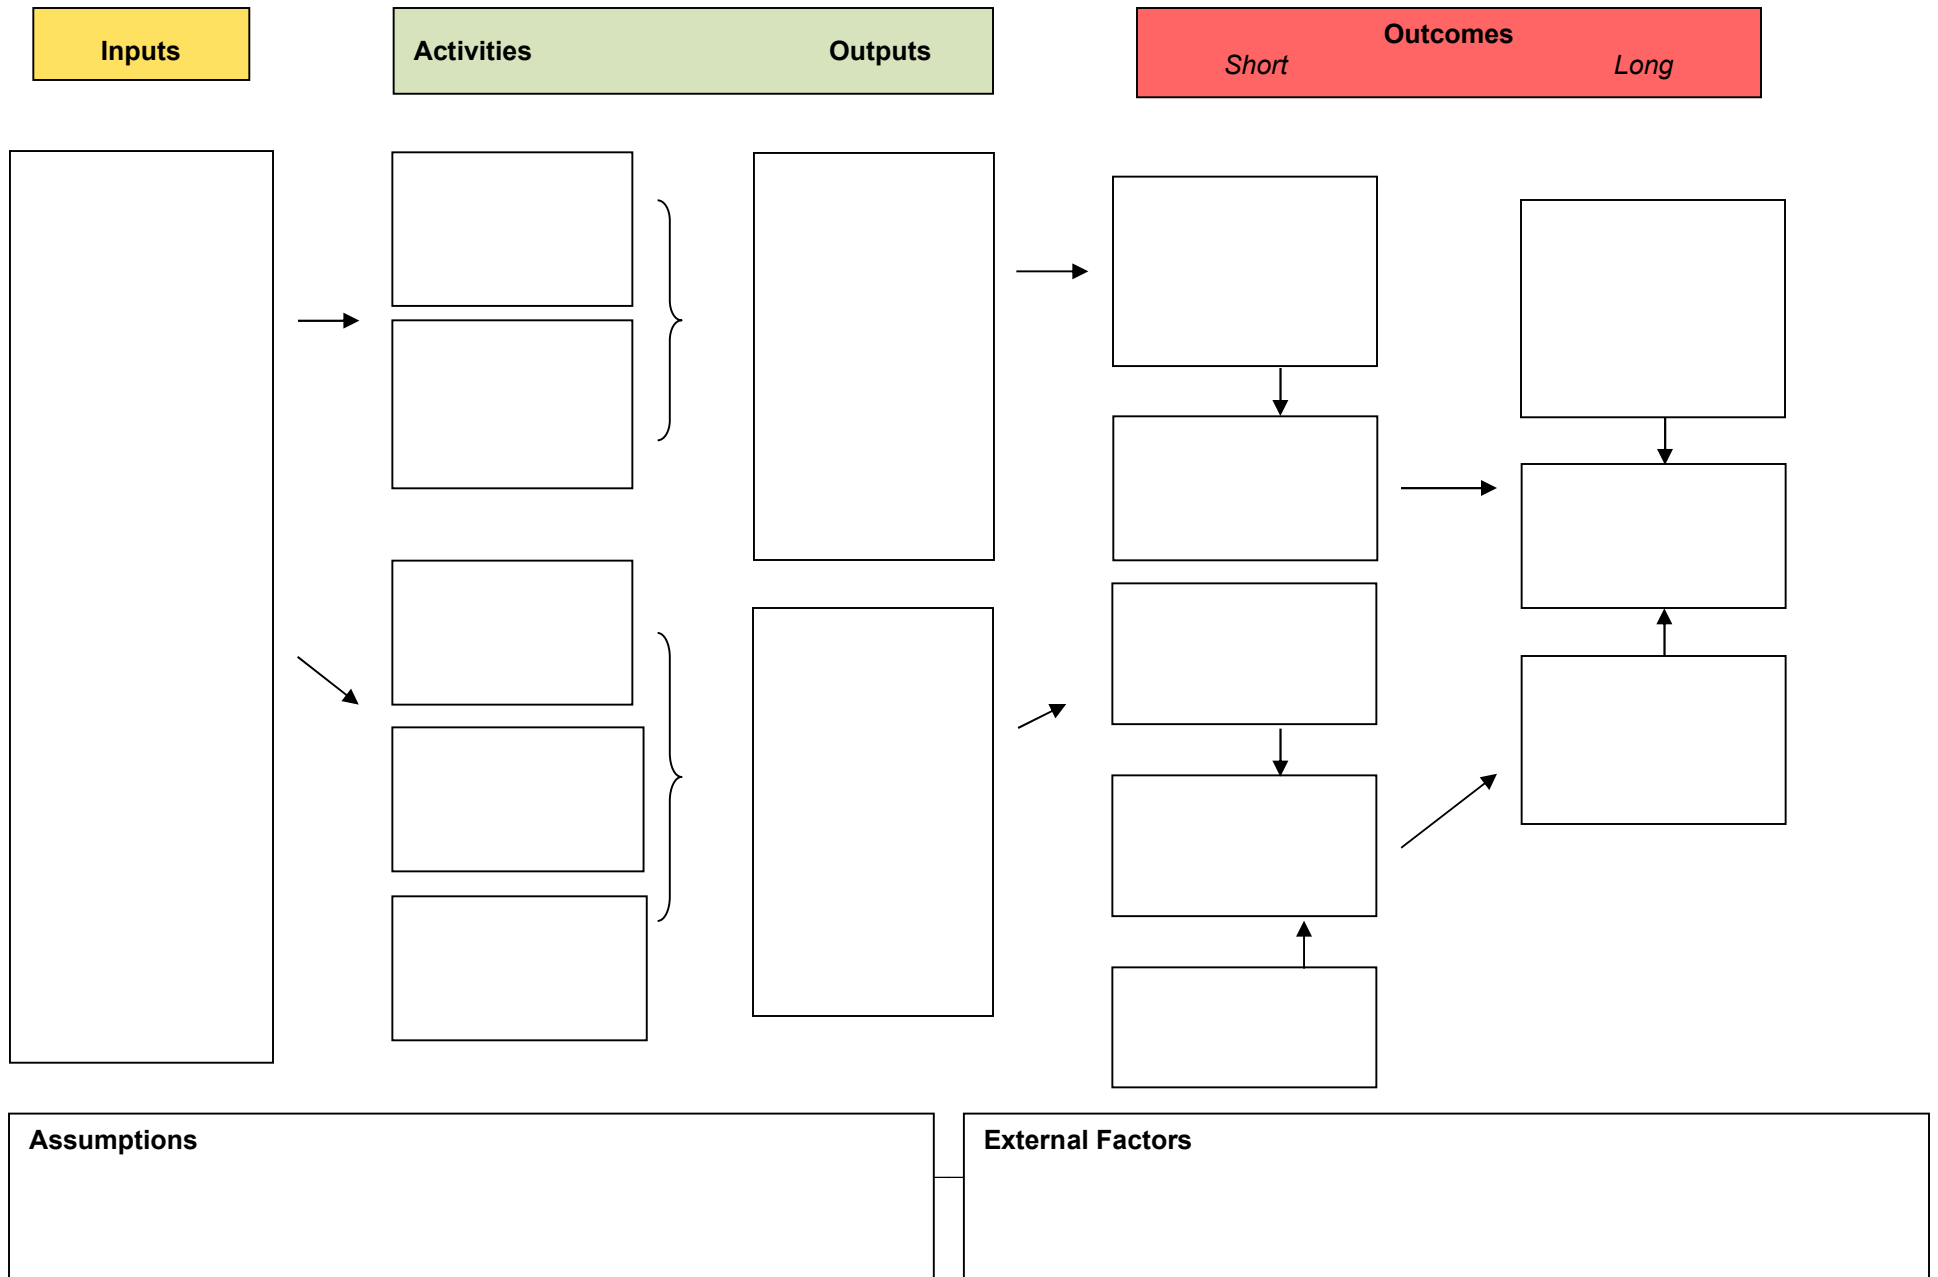 Inputs
Activities
Outputs
Outcomes
Short
Long
Assumptions
External Factors